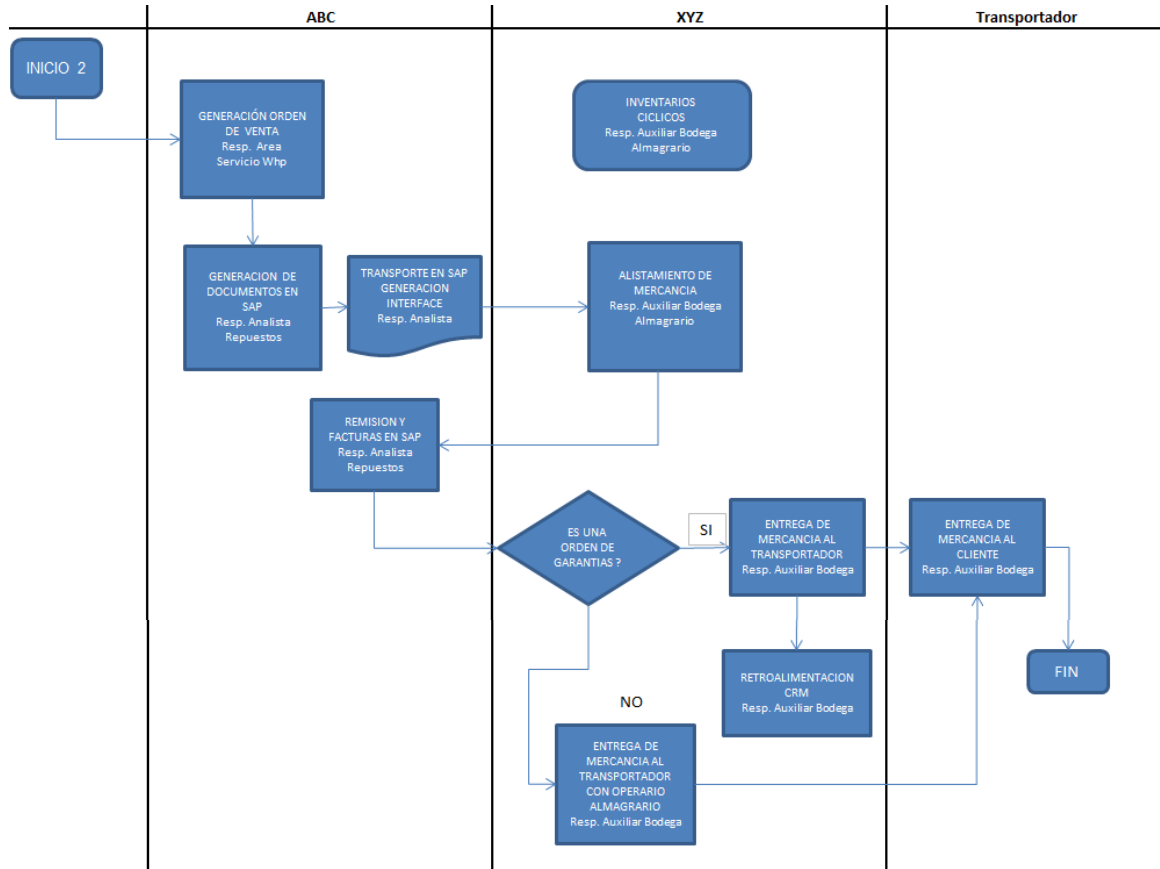 ABC
XYZ
Transportador
INICIO 2
GENERACIÓN ORDEN
DE VENTA
Resp. Area
Servicio Whp
INVENTARIOS
CICLICOS
Resp. Auxiliar Bodega
Almagrario
GENERACION DE
DOCUMENTOS EN
SAP
Resp. Analista
Repuestos
TRANSPORTE EN SAP
GENERACION
INTERFACE
Resp. Analista
ALISTAMIENTO DE
MERCANCIA
Resp. Auxiliar Bodega
Almagrario
REMISION Y
FACTURAS EN SAP
Resp. Analista
Repuestos
ES UNA
ORDEN DE
GARANTIAS ?
SI
ENTREGA DE
MERCANCIA AL
TRANSPORTADOR
Resp. Auxiliar Bodega
ENTREGA DE
MERCANCIA AL
CLIENTE
Resp. Auxiliar Bodega
RETROALIMENTACION
CRM
Resp. Auxiliar Bodega
FIN
NO
ENTREGA DE
MERCANCIA AL
TRANSPORTADOR
CON OPERARIO
ALMAGRARIO
Resp. Auxiliar Bodega